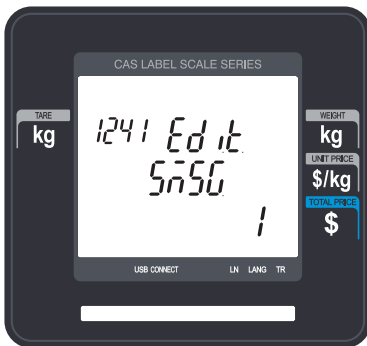 CAS LABEL SCALE SERIES
TARE
kg
1241 Edit
SñSG
1
WEIGHT
kg
UNIT PRICE
$/kg
TOTAL PRICE
$
USB CONNECT LN LANG TR